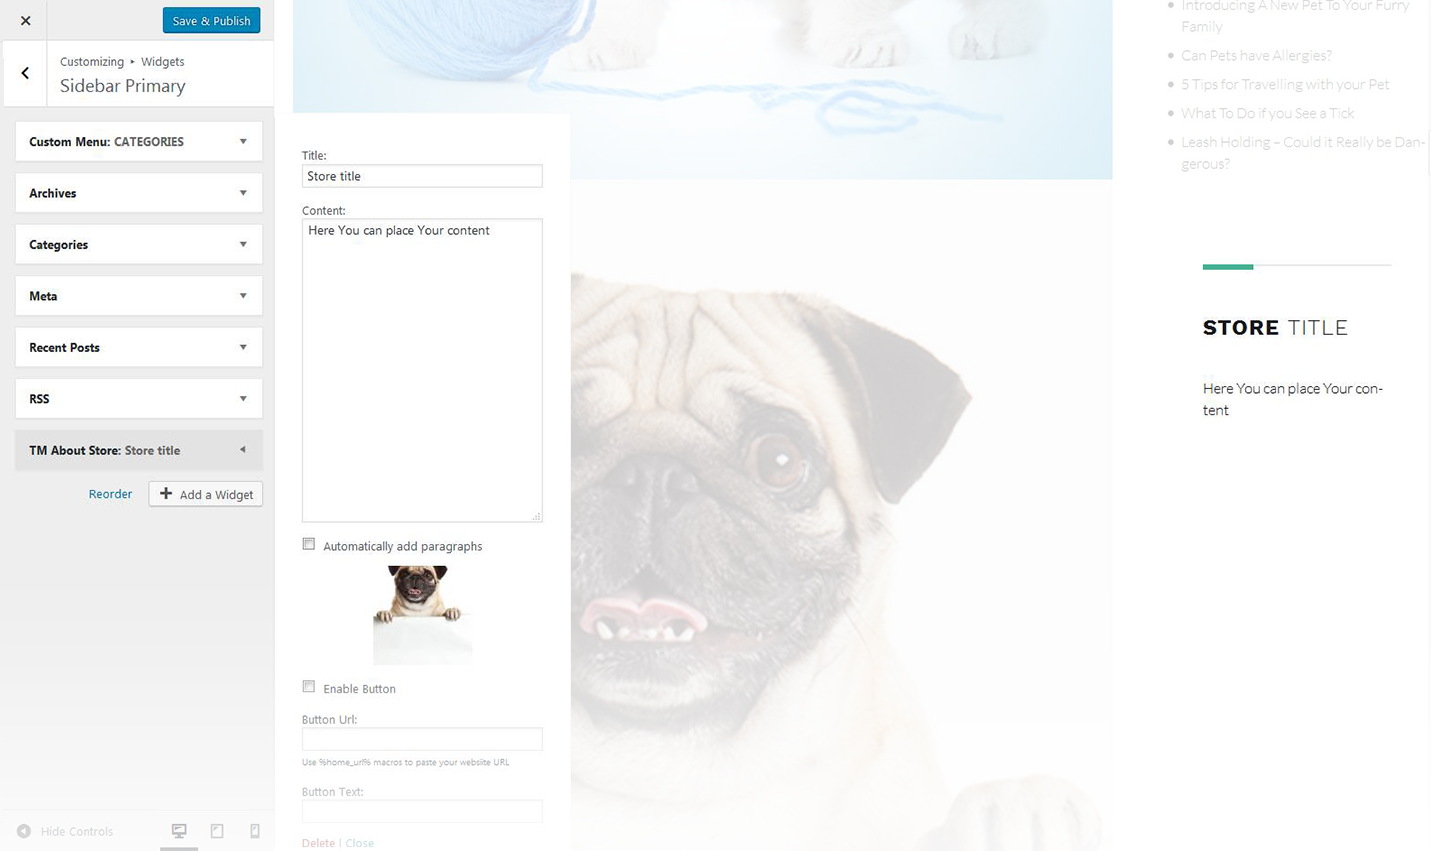 Save & Publish
Customizing ▸ Widgets
Sidebar Primary
Custom Menu: CATEGORIES
Archives
Categories
Meta
Recent Posts
RSS
TM About Store: Store title
Reorder
Add a Widget
Hide Controls
Title:
Store title
Content:
Here You can place Your content
Automatically add paragraphs
Enable Button
Button Url:
Use %home_url% macros to paste your website URL
Button Text:
Delete | Close
Introducing A New Pet To Your Furry
Family
Can Pets have Allergies?
5 Tips for Travelling with your Pet
What To Do if you See a Tick
Leash Holding – Could it Really be Dan-
gerous?
STORE TITLE
Here You can place Your con-
tent